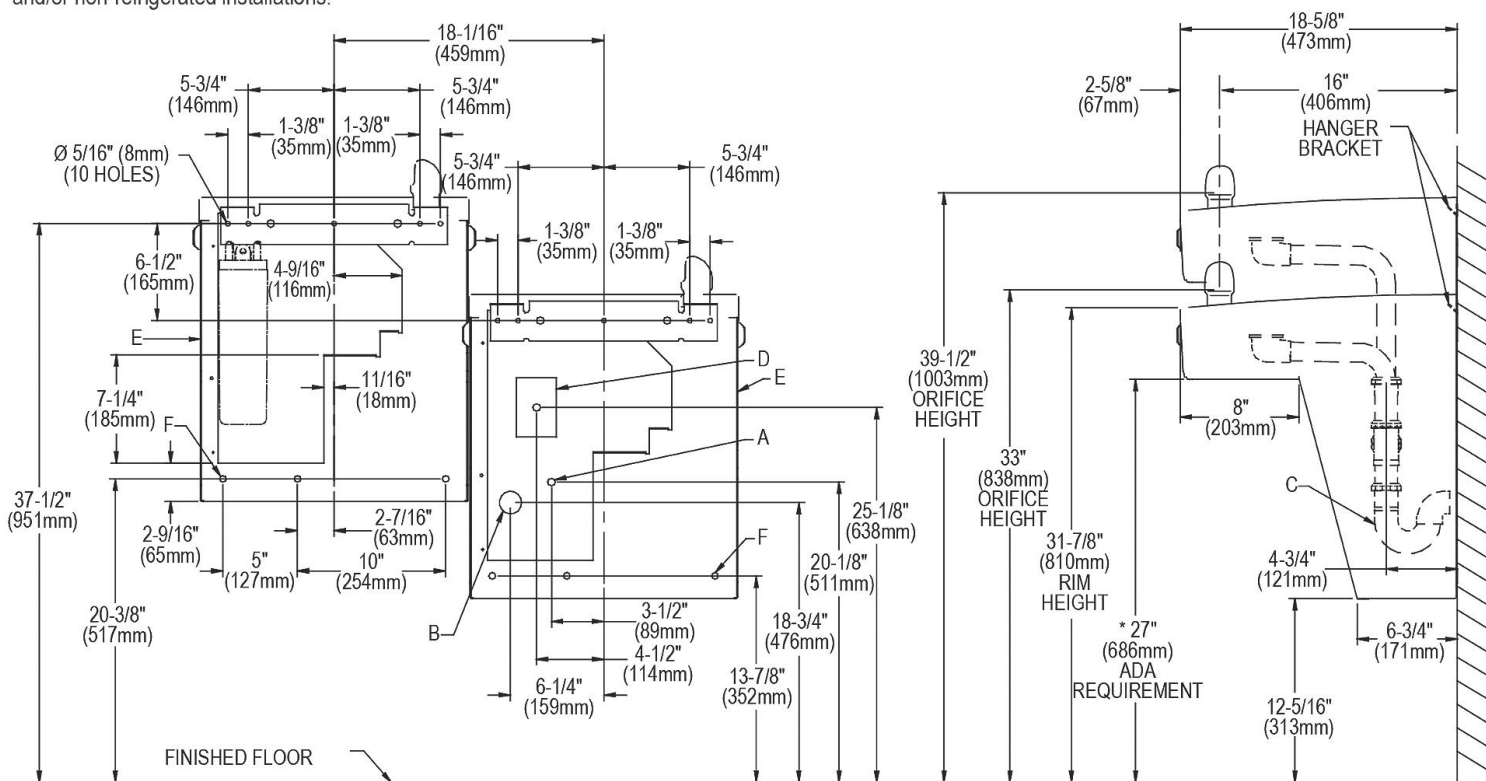 and/or non-refrigerated installations.
18-1/16"
(459mm)
5-3/4"
(146mm)
5-3/4"
(146mm)
1-3/8"
(35mm)
1-3/8"
(35mm)
Ø 5/16" (8mm)
(10 HOLES)
5-3/4"
(146mm)
5-3/4"
(146mm)
1-3/8"
(35mm)
1-3/8"
(35mm)
6-1/2"
(165mm)
4-9/16"
(116mm)
E
D
E
11/16"
(18mm)
7-1/4"
(185mm)
F
A
37-1/2"
(951mm)
2-9/16"
(65mm)
2-7/16"
(63mm)
5"
(127mm)
10"
(254mm)
25-1/8"
(638mm)
F
20-1/8"
(511mm)
20-3/8"
(517mm)
B
3-1/2"
(89mm)
18-3/4"
(476mm)
4-1/2"
(114mm)
6-1/4"
(159mm)
13-7/8"
(352mm)
FINISHED FLOOR
18-5/8"
(473mm)
2-5/8"
(67mm)
16"
(406mm)
HANGER
BRACKET
39-1/2"
(1003mm)
ORIFICE
HEIGHT
8"
(203mm)
33"
(838mm)
ORIFICE
HEIGHT
C
31-7/8"
(810mm)
RIM
HEIGHT
4-3/4"
(121mm)
* 27"
(686mm)
ADA
REQUIREMENT
6-3/4"
(171mm)
12-5/16"
(313mm)